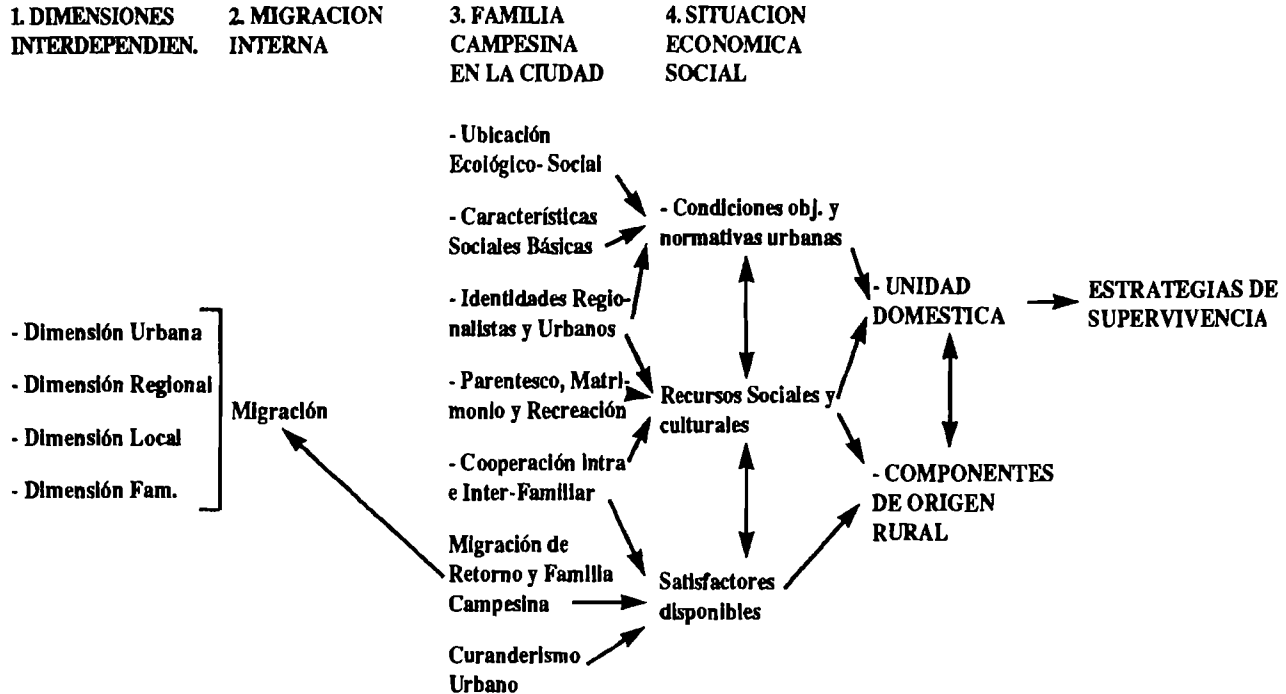 1. DIMENSIONES
INTERDEPENDIEN.
2. MIGRACION
INTERNA
3. FAMILIA
CAMPESINA
EN LA CIUDAD
4. SITUACION
ECONOMICA
SOCIAL
- Dimensión Urbana
- Dimensión Regional
- Dimensión Local
- Dimensión Fam.
Migración
- Ubicación
Ecológico- Social
- Características
Sociales Básicas
- Identidades Regio-
nalistas y Urbanos
- Parentesco, Matri-
monio y Recreación
- Cooperación intra
e Inter-Familiar
Migración de
Retorno y Familia
Campesina
Curanderismo
Urbano
- Condiciones obj. y
normativas urbanas
Recursos Sociales y
culturales
Satisfactores
disponibles
- UNIDAD
DOMESTICA
- COMPONENTES
DE ORIGEN
RURAL
ESTRATEGIAS DE
SUPERVIVENCIA